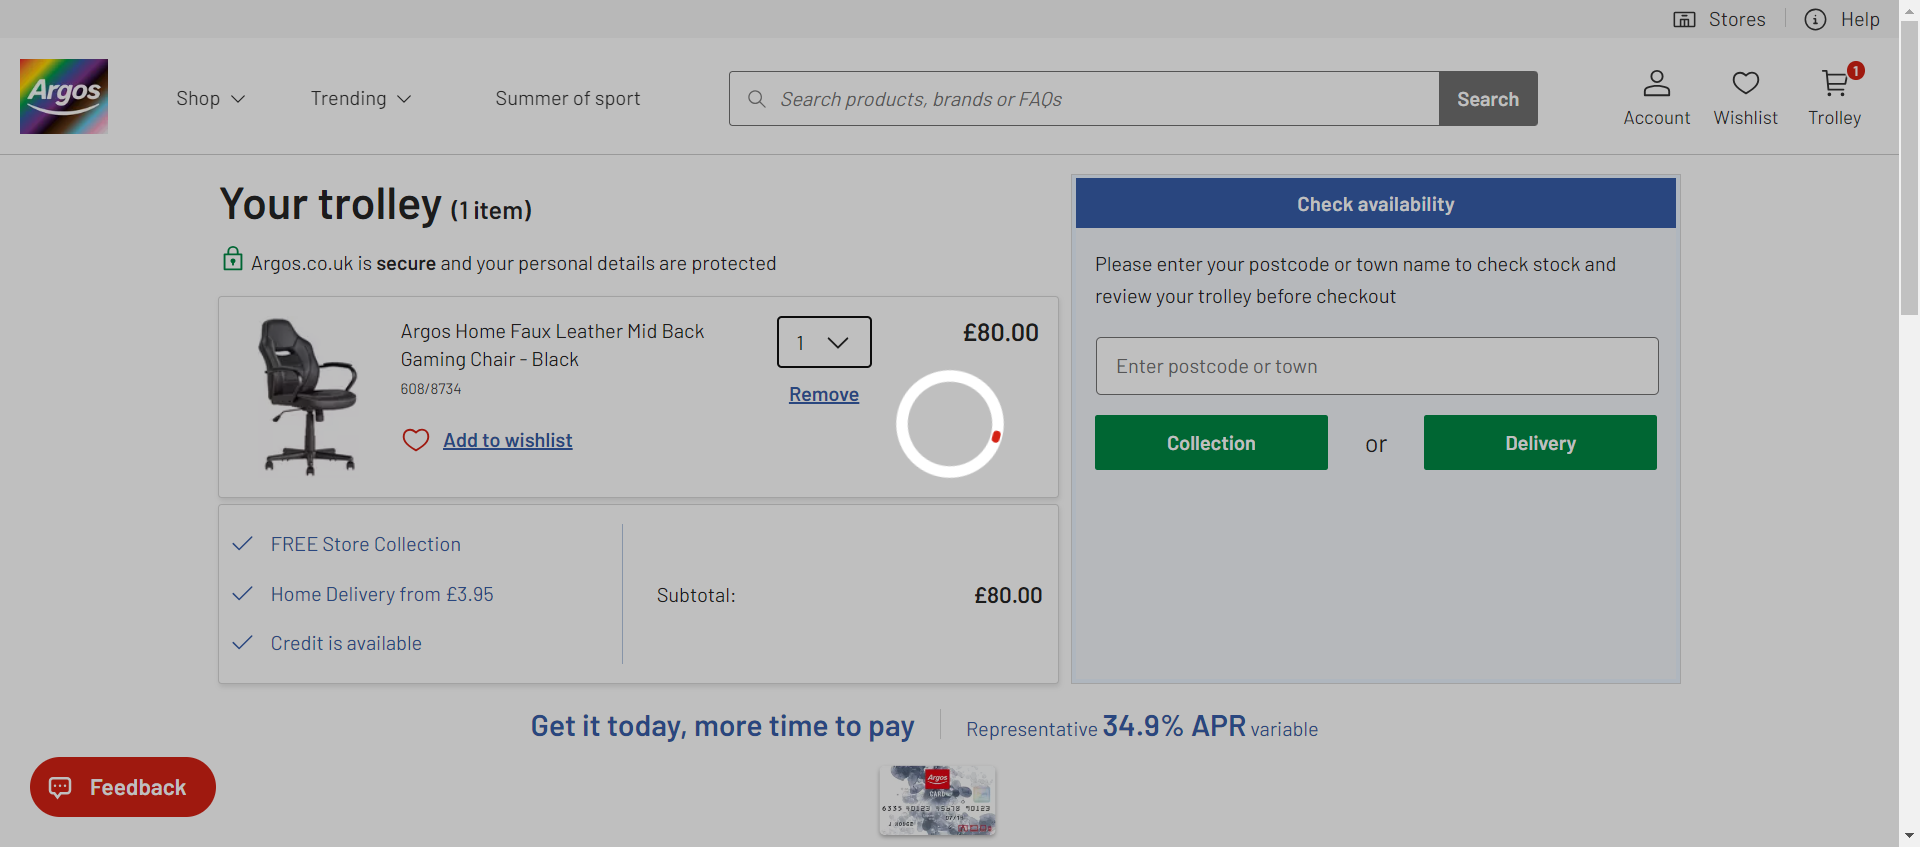 Stores
Help
Argos
Shop
Trending
Summer of sport
Search products, brands or FAQs
Search
Account
Wishlist
1
Trolley
Your trolley (1 item)
Argos.co.uk is secure and your personal details are protected
Argos Home Faux Leather Mid Back
Gaming Chair - Black
608/8734
Add to wishlist
1
Remove
£80.00
Check availability
Please enter your postcode or town name to check stock and
review your trolley before checkout
Enter postcode or town
Collection
or
Delivery
FREE Store Collection
Home Delivery from £3.95
Credit is available
Subtotal:
£80.00
Get it today, more time to pay
Representative 34.9% APR variable
Argos
CARD
Feedback